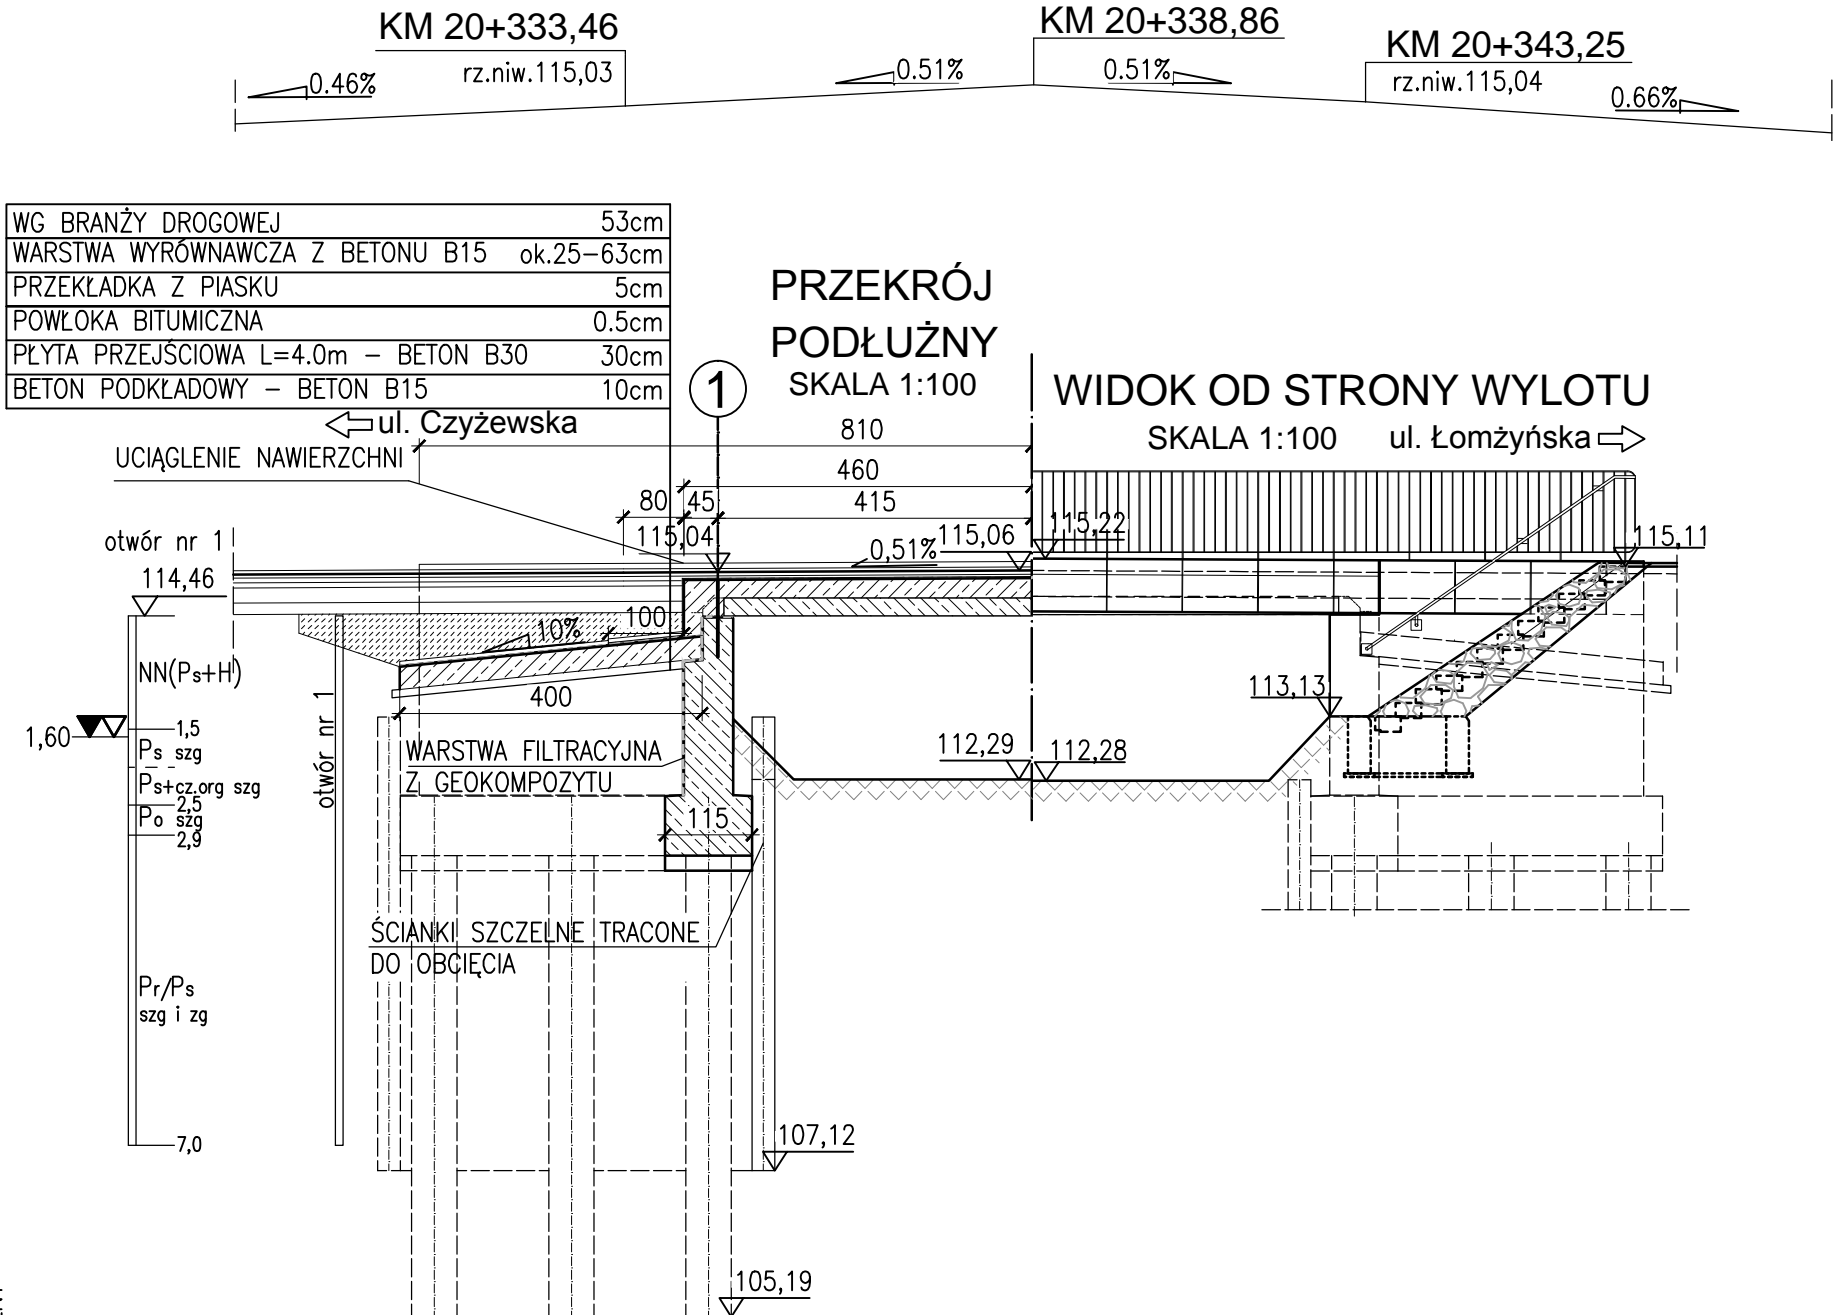 KM 20+333,46
rz.niw.115,03
KM 20+338,86
KM 20+343,25
rz.niw.115,04
0.46%
0.51%
0.51%
0.66%
WG BRANŻY DROGOWEJ 53cm
WARSTWA WYRÓWNAWCZA Z BETONU B15 ok.25-63cm
PRZEKŁADKA Z PIASKU 5cm
POWŁOKA BITUMICZNA 0.5cm
PŁYTA PRZEJŚCIOWA L=4.0m - BETON B30 30cm
BETON PODKŁADOWY - BETON B15 10cm
PRZEKRÓJ
PODŁUŻNY
SKALA 1:100
1
WIDOK OD STRONY WYLOTU
SKALA 1:100 ul. Łomżyńska
ul. Czyżewska
UCIĄGLENIE NAWIERZCHNI
810
460
80 45 415
115,04
0,51%
115,06
115,22
115,11
otwór nr 1
114,46
100
10%
400
NN(Ps+H)
1,60
1,5
Ps szg
Ps+cz.org szg
2,5
Po szg
2,9
Pr/Ps
szg i zg
7,0
otwór nr 1
WARSTWA FILTRACYJNA
Z GEOKOMPOZYTU
113,13
112,29
112,28
115
ŚCIANKI SZCZELNE TRACONE
DO OBCIĘCIA
107,12
105,19